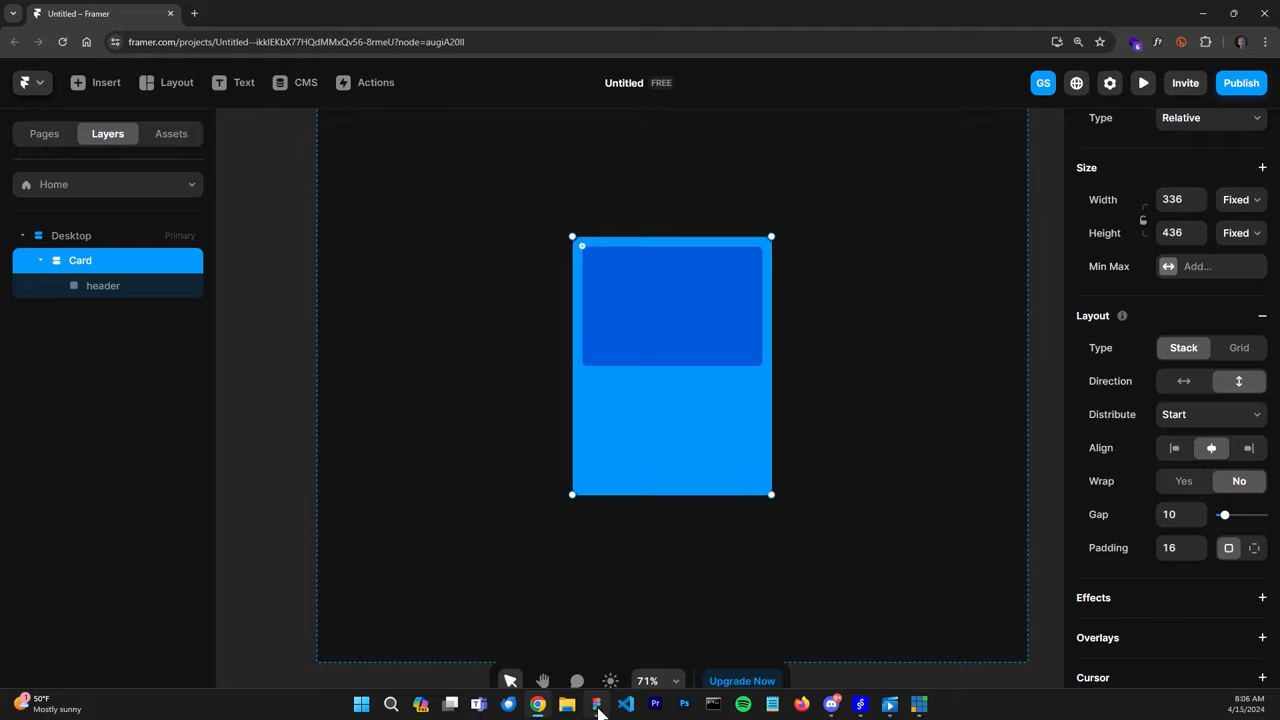 Untitled – Framer
framer.com/projects/Untitled--ikklEKbX77HQdMMxQv56-8rmeU?node=augiA20Il
Insert
Layout
Text
CMS
Actions
Untitled FREE
GS
Invite
Publish
Pages
Layers
Assets
Home
Desktop
Primary
Card
header
Type
Relative
Size
Width 336 Fixed
Height 436 Fixed
Min Max Add...
Layout
Type Stack Grid
Direction
Distribute Start
Align
Wrap Yes No
Gap 10
Padding 16
Effects
Overlays
Cursor
71%
Upgrade Now
50°F
Mostly sunny
8:06 AM
4/15/2024